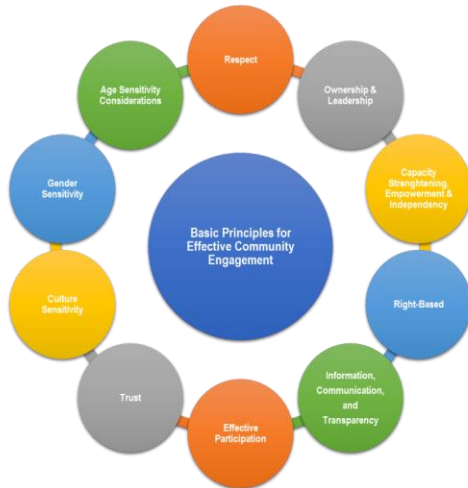 Respect
Ownership &
Leadership
Capacity
Strenghtening,
Empowerment &
Independency
Right-Based
Information,
Communication,
and
Transparency
Effective
Participation
Trust
Culture
Sensitivity
Gender
Sensitivity
Age Sensitivity
Considerations
Basic Principles for
Effective Community
Engagement